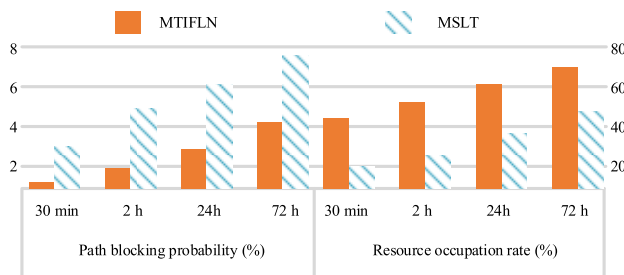 MTIFLN MSLT
8 80
6 60
4 40
2 20
30 min 2 h 24h 72 h 30 min 2 h 24h 72 h
Path blocking probability (%) Resource occupation rate (%)